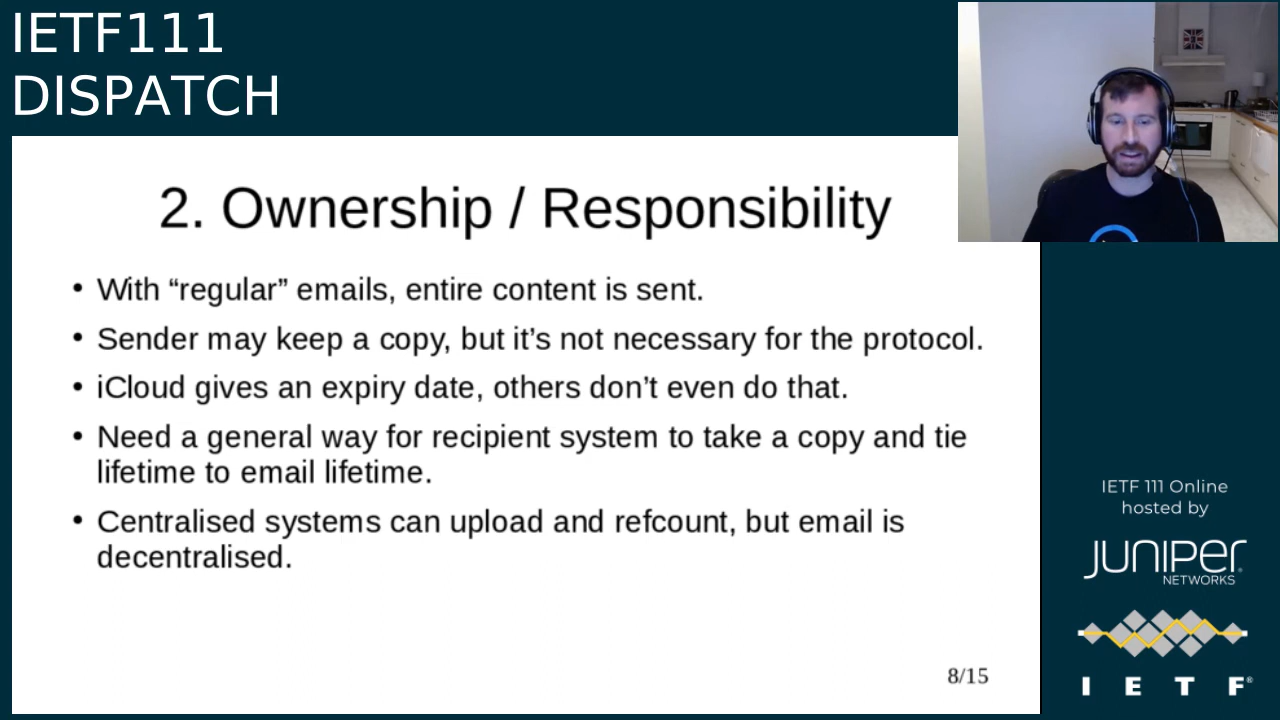 IETF111
DISPATCH
2. Ownership / Responsibility
• With “regular” emails, entire content is sent.
• Sender may keep a copy, but it’s not necessary for the protocol.
• iCloud gives an expiry date, others don’t even do that.
• Need a general way for recipient system to take a copy and tie
lifetime to email lifetime.
• Centralised systems can upload and refcount, but email is
decentralised.
8/15
IETF 111 Online
hosted by
JUNIPER
NETWORKS
I E T F®